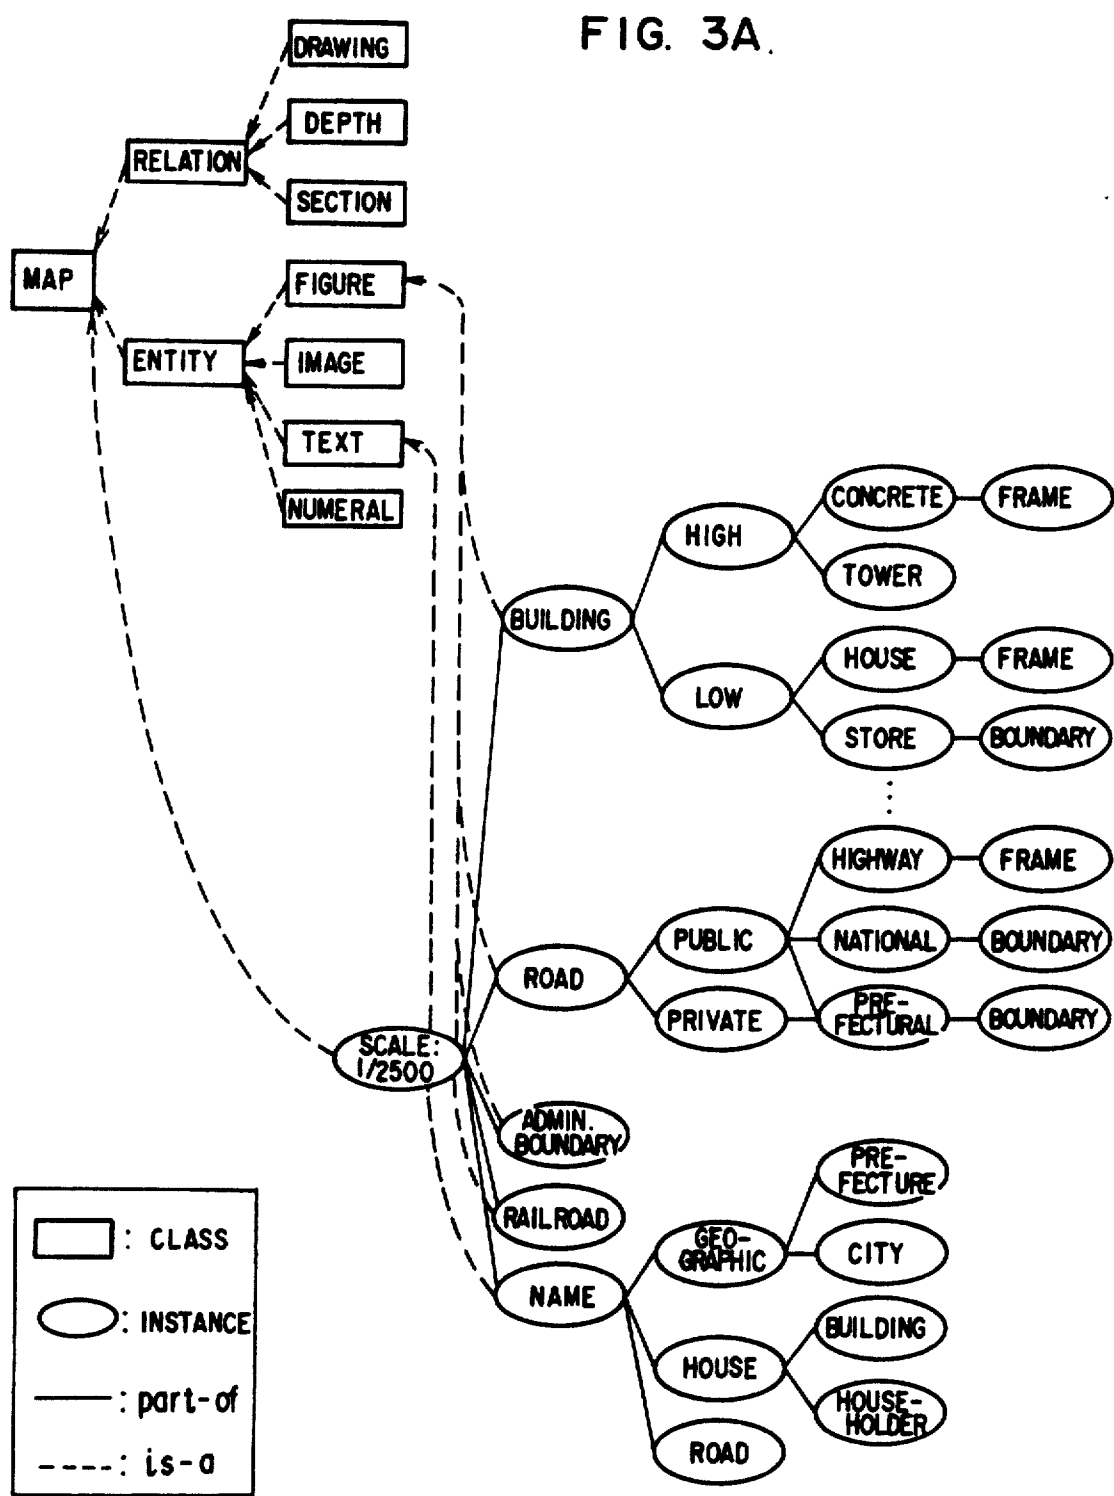 FIG. 3A.
DRAWING
DEPTH
RELATION
SECTION
MAP
FIGURE
ENTITY
IMAGE
TEXT
NUMERAL
CONCRETE
FRAME
HIGH
TOWER
BUILDING
HOUSE
FRAME
LOW
STORE
BOUNDARY
HIGHWAY
FRAME
PUBLIC
NATIONAL
BOUNDARY
ROAD
PRIVATE
PRE-
FECTURAL
BOUNDARY
SCALE:
1/2500
ADMIN.
BOUNDARY
PRE-
FECTURE
RAILROAD
GEO-
GRAPHIC
CITY
NAME
BUILDING
HOUSE
HOUSE-
HOLDER
ROAD
: CLASS
: INSTANCE
: part-of
: is-a